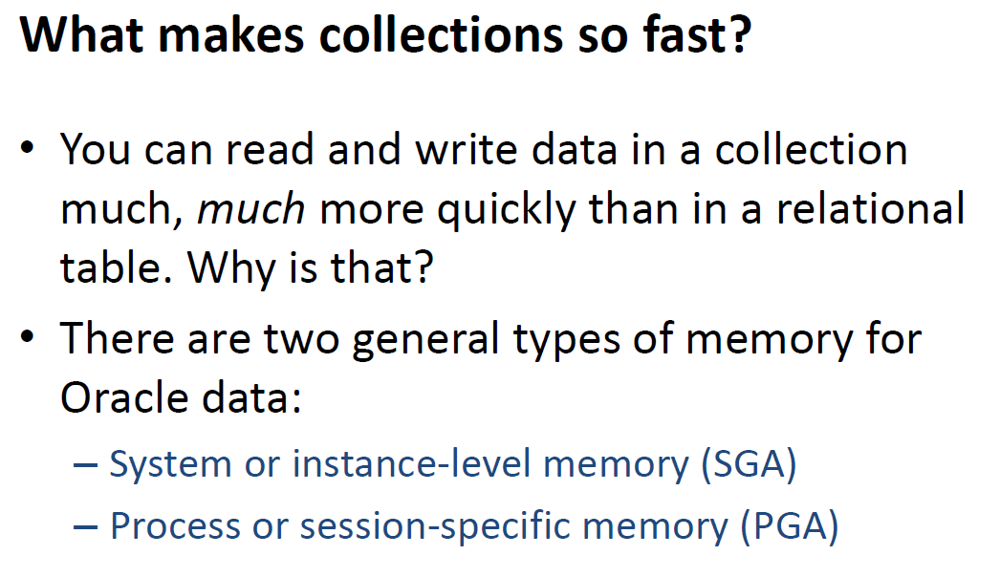 What makes collections so fast?
• You can read and write data in a collection
much, much more quickly than in a relational
table. Why is that?
• There are two general types of memory for
Oracle data:
– System or instance-level memory (SGA)
– Process or session-specific memory (PGA)